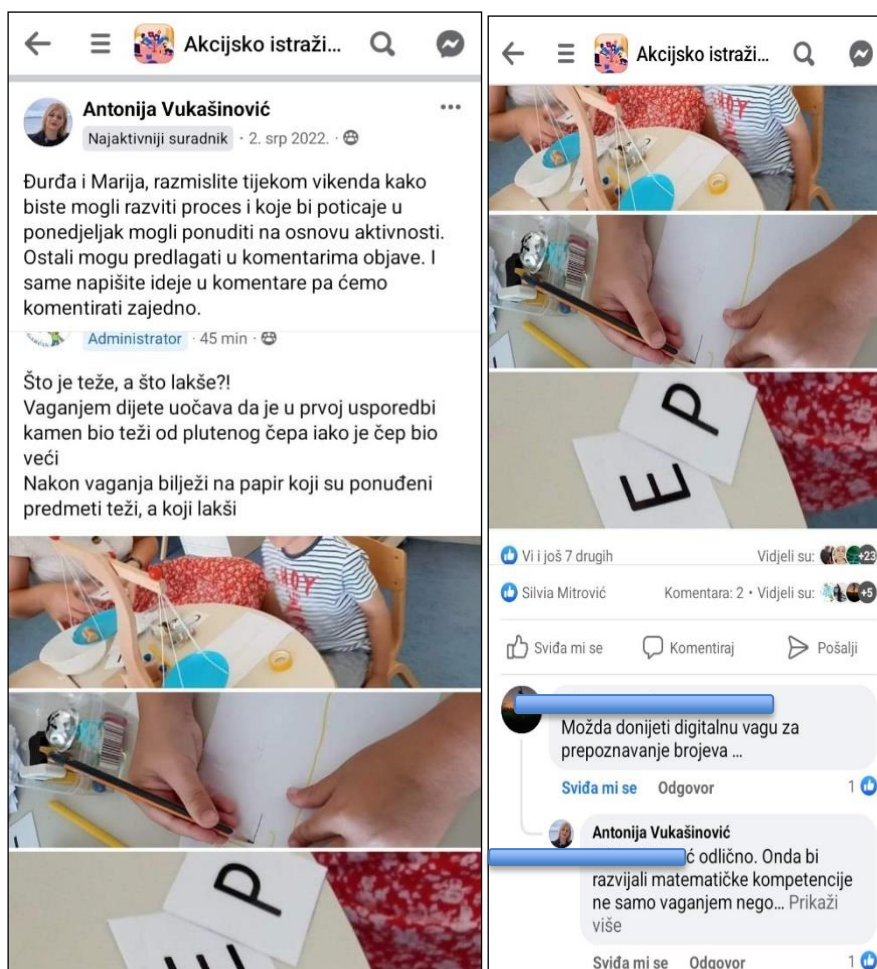 Akcijsko istraži...
Antonija Vukašinović
Najaktivniji suradnik · 2. srp 2022. ·
Đurđa i Marija, razmislite tijekom vikenda kako
biste mogli razviti proces i koje bi poticaje u
ponedjeljak mogli ponuditi na osnovu aktivnosti.
Ostali mogu predlagati u komentarima objave. I
same napišite ideje u komentare pa ćemo
komentirati zajedno.
Administrator · 45 min ·
Što je teže, a što lakše?!
Vaganjem dijete uočava da je u prvoj usporedbi
kamen bio teži od plutenog čepa iako je čep bio
veći
Nakon vaganja bilježi na papir koji su ponuđeni
predmeti teži, a koji lakši
AHOY
P
E
Akcijsko istraži...
AHOY
P
E
Vi i još 7 drugih Vidjeli su: +23
Silvia Mitrović Komentara: 2 • Vidjeli su: +5
Sviđa mi se Komentiraj Pošalji
Možda donijeti digitalnu vagu za
prepoznavanje brojeva ...
Sviđa mi se Odgovor 1
Antonija Vukašinović
ć odlično. Onda bi
razvijali matematičke kompetencije
ne samo vaganjem nego... Prikaži
više
Sviđa mi se Odgovor 1